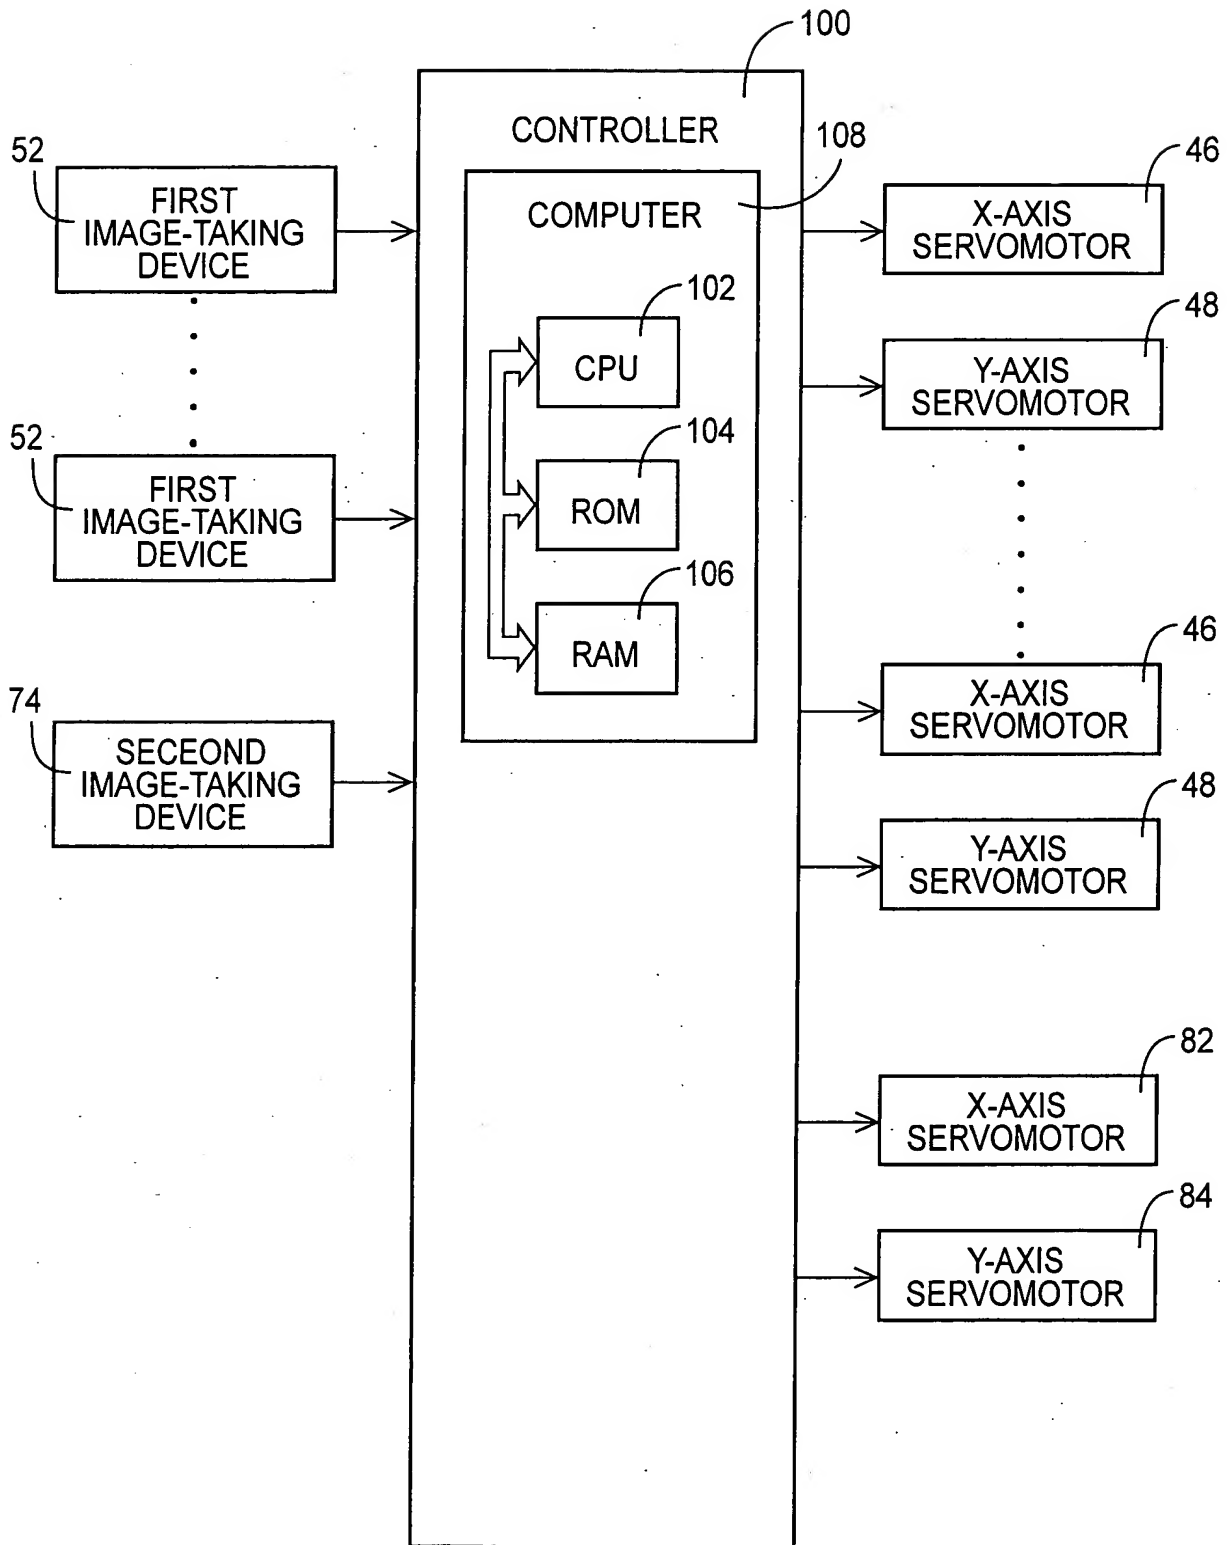 100
CONTROLLER
108
COMPUTER
102
CPU
104
ROM
106
RAM
52
FIRST
IMAGE-TAKING
DEVICE
52
FIRST
IMAGE-TAKING
DEVICE
74
SECEOND
IMAGE-TAKING
DEVICE
46
X-AXIS
SERVOMOTOR
48
Y-AXIS
SERVOMOTOR
46
X-AXIS
SERVOMOTOR
48
Y-AXIS
SERVOMOTOR
82
X-AXIS
SERVOMOTOR
84
Y-AXIS
SERVOMOTOR